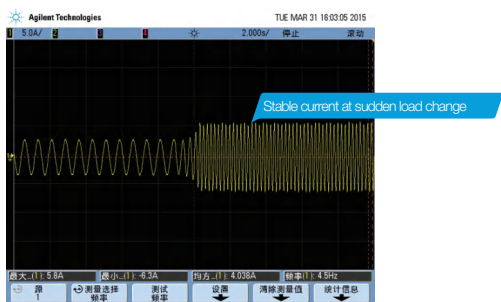 Agilent Technologies TUE MAR 31 16:03:05 2015
1 5.0A/ 2 3 4 2.000s/ 停止 滚动
Stable current at sudden load change
最大_(1): 5.8A 最小_(1): -6.3A 均方_(1): 4.038A 频率(1): 4.5Hz
源 测量选择 测试 设置 清除测量值 统计信息
1 频率 频率